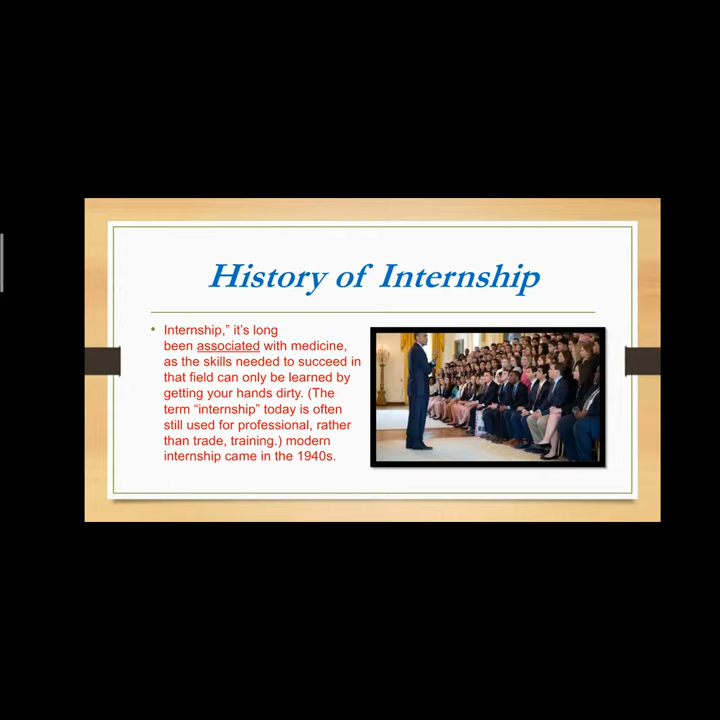 History of Internship
Internship,” it’s long
been associated with medicine,
as the skills needed to succeed in
that field can only be learned by
getting your hands dirty. (The
term “internship” today is often
still used for professional, rather
than trade, training.) modern
internship came in the 1940s.